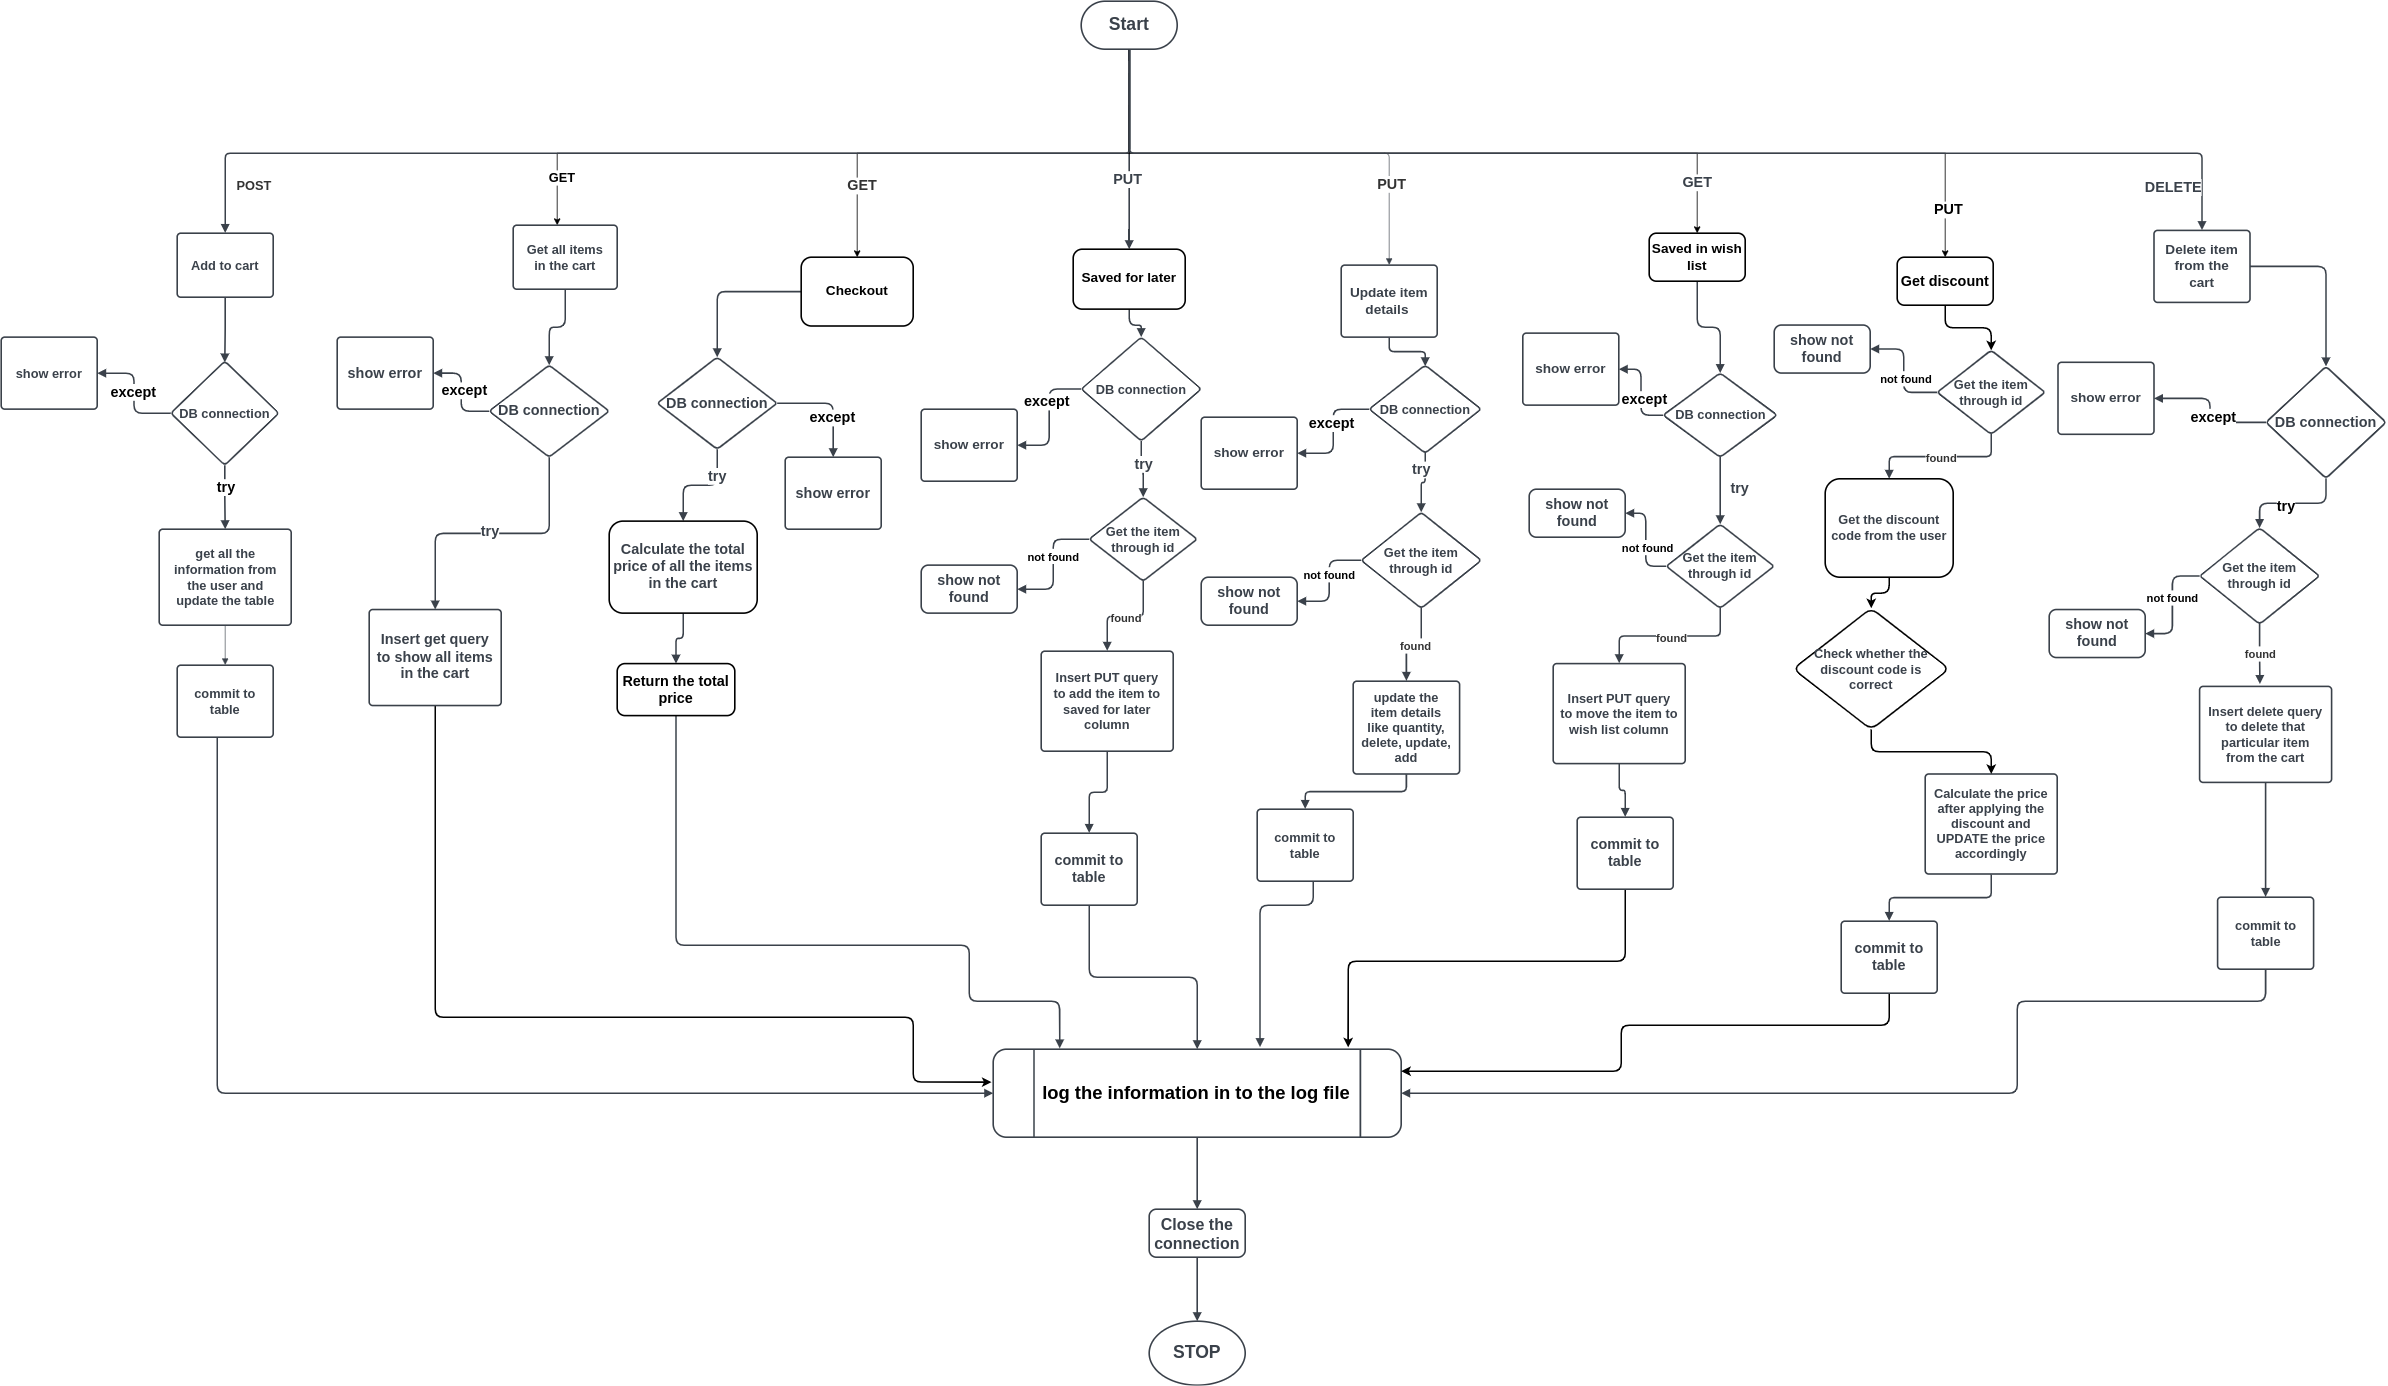 Start
POST
GET
GET
PUT
PUT
GET
PUT
DELETE
Add to cart
show error
except
DB connection
try
get all the
information from
the user and
update the table
commit to
table
Get all items
in the cart
show error
except
DB connection
try
Insert get query
to show all items
in the cart
Checkout
DB connection
except
show error
try
Calculate the total
price of all the items
in the cart
Return the total
price
Saved for later
DB connection
except
show error
try
Get the item
through id
not found
show not
found
found
Insert PUT query
to add the item to
saved for later
column
commit to
table
Update item
details
DB connection
except
show error
try
Get the item
through id
not found
show not
found
found
update the
item details
like quantity,
delete, update,
add
commit to
table
Saved in wish
list
show error
except
DB connection
try
show not
found
not found
Get the item
through id
found
Insert PUT query
to move the item to
wish list column
commit to
table
Get discount
show not
found
not found
Get the item
through id
found
Get the discount
code from the user
Check whether the
discount code is
correct
Calculate the price
after applying the
discount and
UPDATE the price
accordingly
commit to
table
Delete item
from the
cart
show error
except
DB connection
try
Get the item
through id
not found
show not
found
found
Insert delete query
to delete that
particular item
from the cart
commit to
table
log the information in to the log file
Close the
connection
STOP